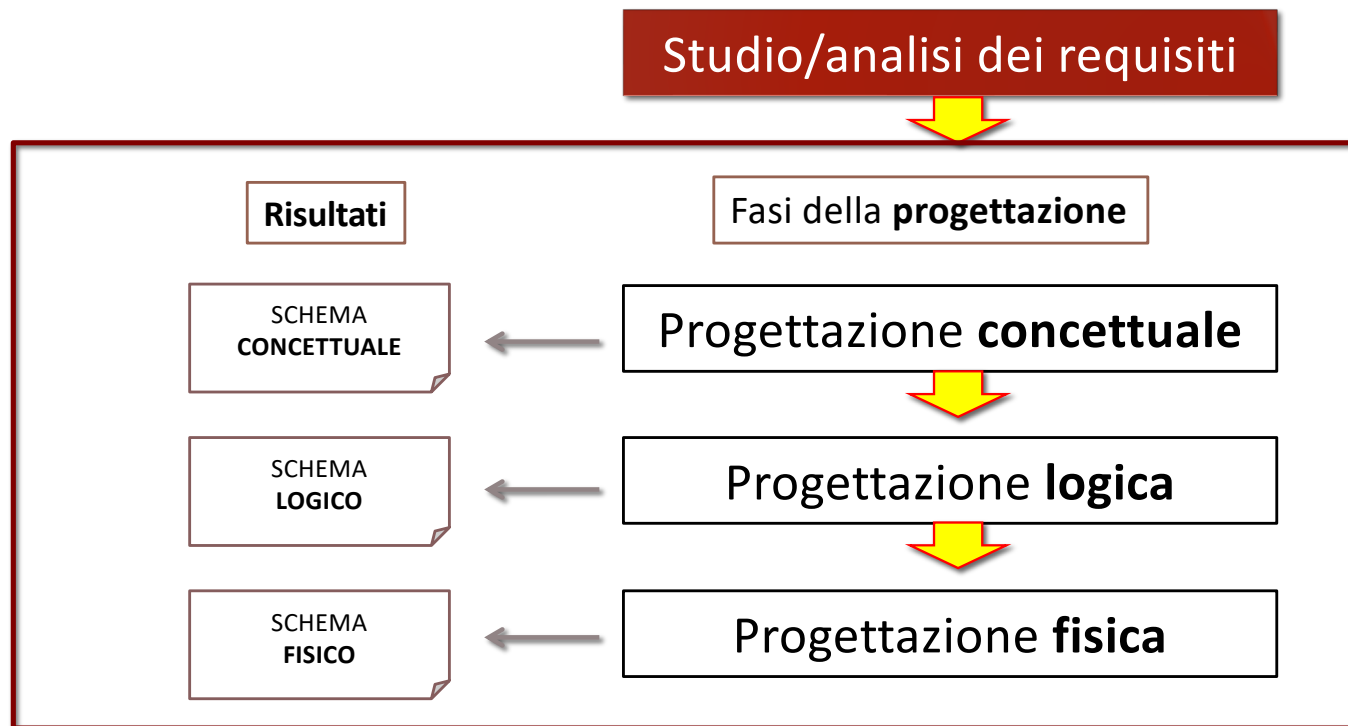 Studio/analisi dei requisiti
Risultati
Fasi della progettazione
SCHEMA
CONCETTUALE
Progettazione concettuale
SCHEMA
LOGICO
Progettazione logica
SCHEMA
FISICO
Progettazione fisica